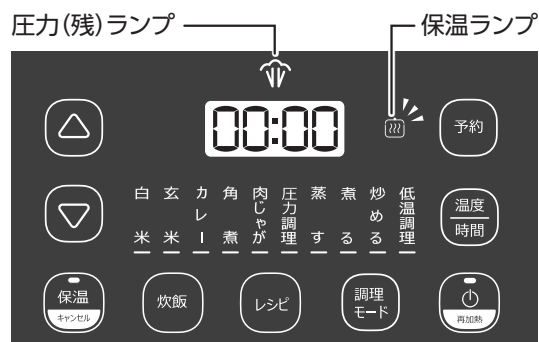 圧力(残)ランプ
保温ランプ
00:00
予約
白米
玄米
カレー
角煮
肉じゃが
圧力調理
蒸す
煮る
炒める
低温調理
温度
時間
保温
キャンセル
炊飯
レシピ
調理
モード
再加熱